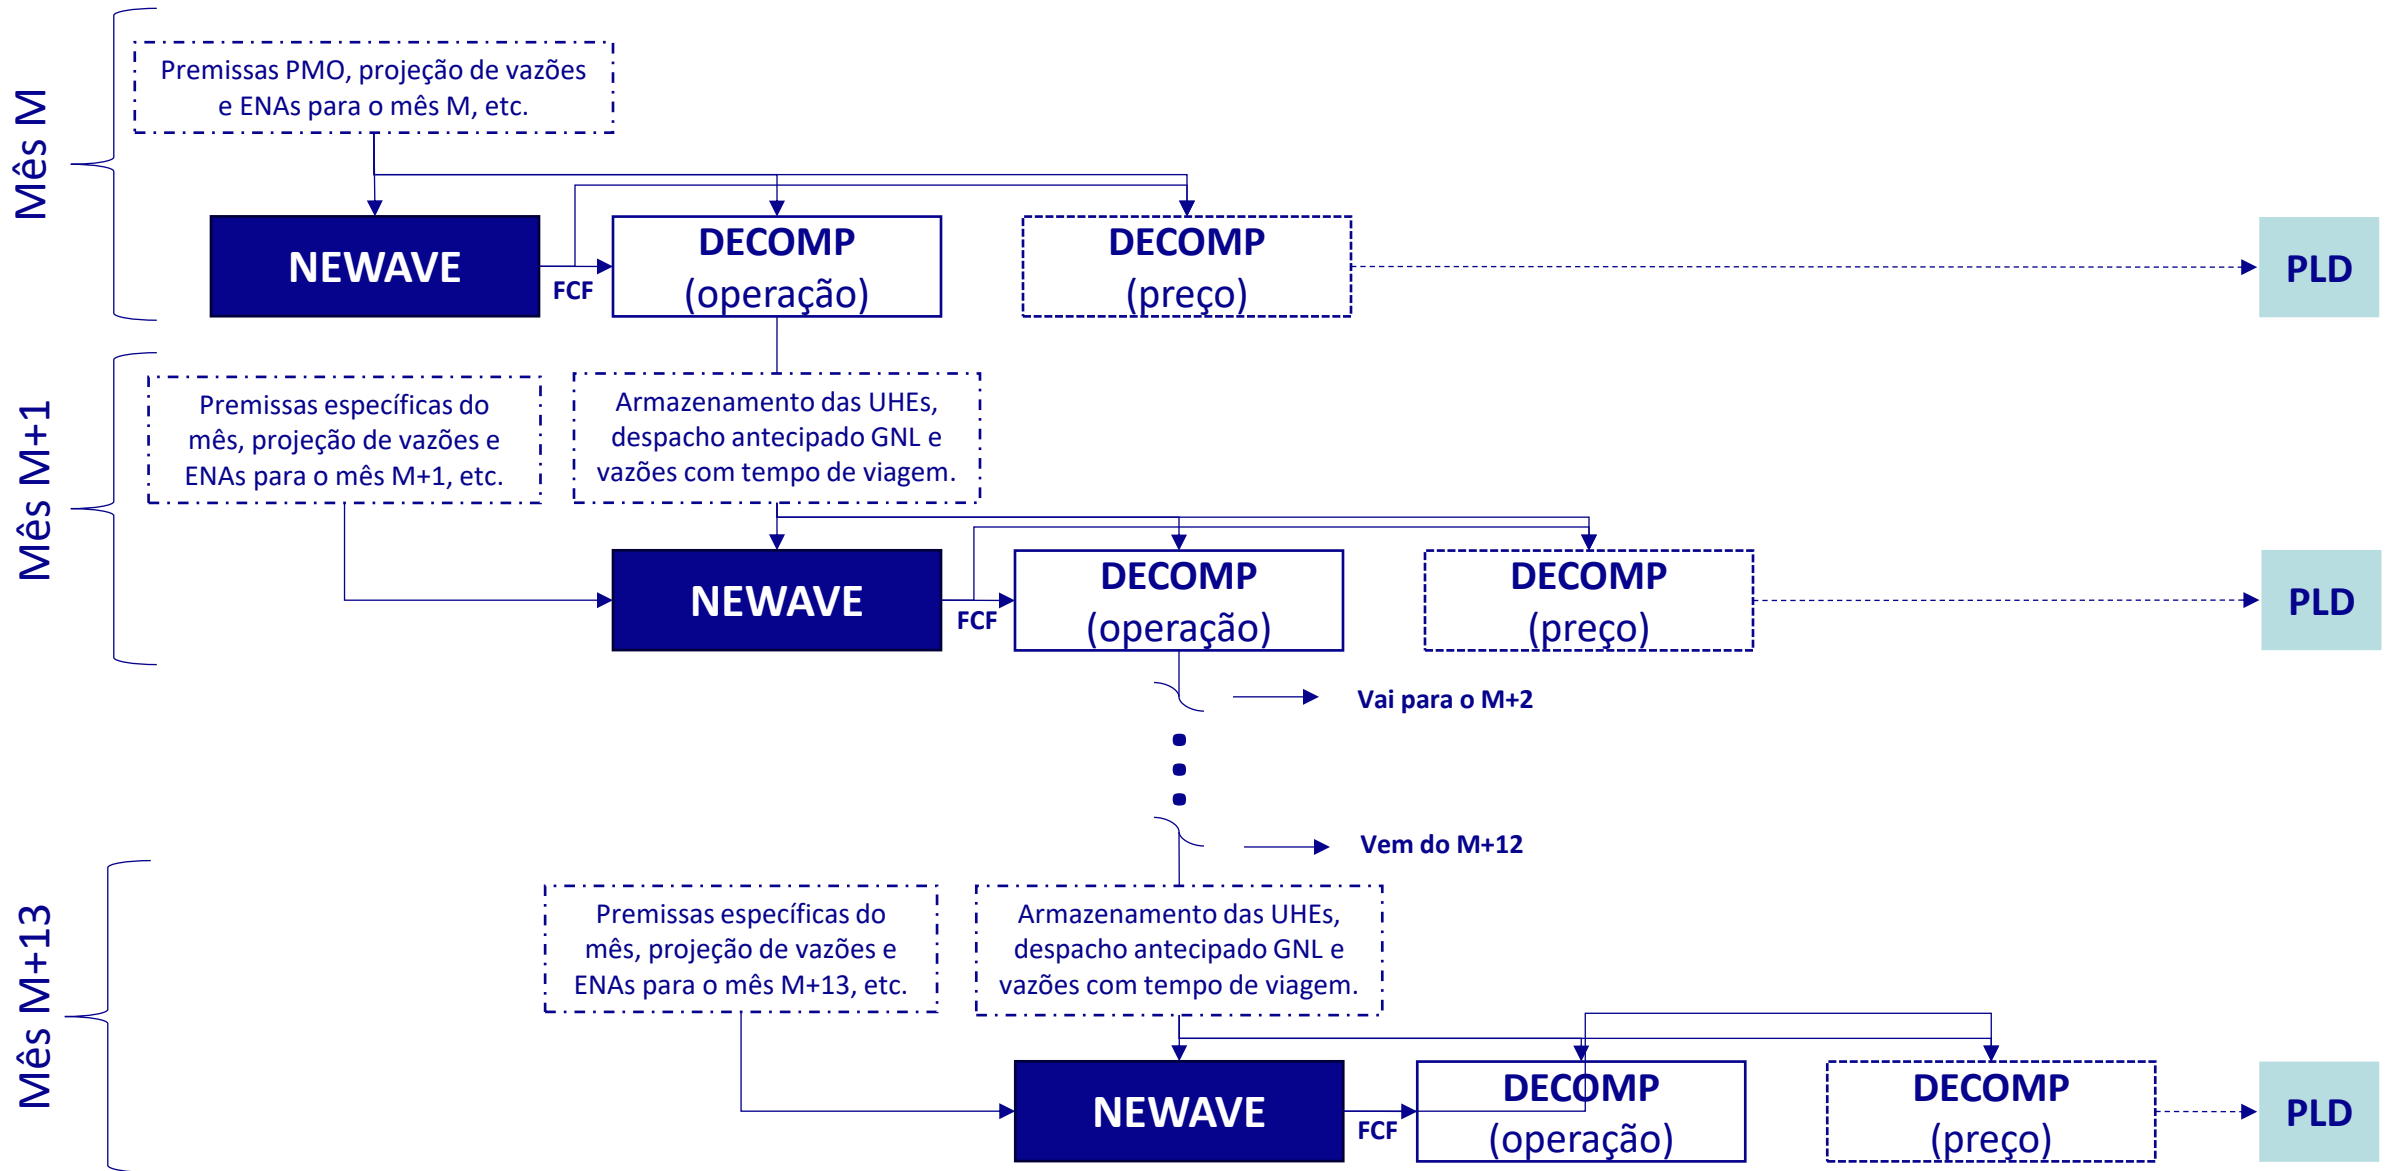 Mês M
Premissas PMO, projeção de vazões
e ENAs para o mês M, etc.
NEWAVE
FCF
DECOMP
(operação)
DECOMP
(preço)
PLD
Mês M+1
Premissas específicas do
mês, projeção de vazões e
ENAs para o mês M+1, etc.
Armazenamento das UHEs,
despacho antecipado GNL e
vazões com tempo de viagem.
NEWAVE
FCF
DECOMP
(operação)
DECOMP
(preço)
PLD
Vai para o M+2
Vem do M+12
Mês M+13
Premissas específicas do
mês, projeção de vazões e
ENAs para o mês M+13, etc.
Armazenamento das UHEs,
despacho antecipado GNL e
vazões com tempo de viagem.
NEWAVE
FCF
DECOMP
(operação)
DECOMP
(preço)
PLD